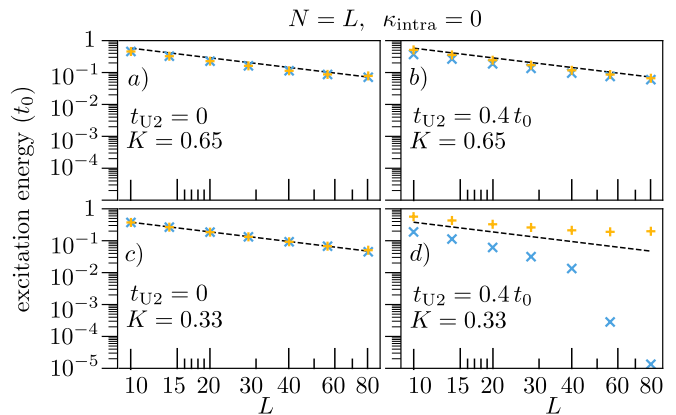 N = L, κ_intra = 0
excitation energy (t_0)
1
10^−1
10^−2
10^−3
10^−4
a)
t_U2 = 0
K = 0.65
b)
t_U2 = 0.4 t_0
K = 0.65
1
10^−1
10^−2
10^−3
10^−4
10^−5
c)
t_U2 = 0
K = 0.33
d)
t_U2 = 0.4 t_0
K = 0.33
10 15 20 30 40 60 80
10 15 20 30 40 60 80
L
L